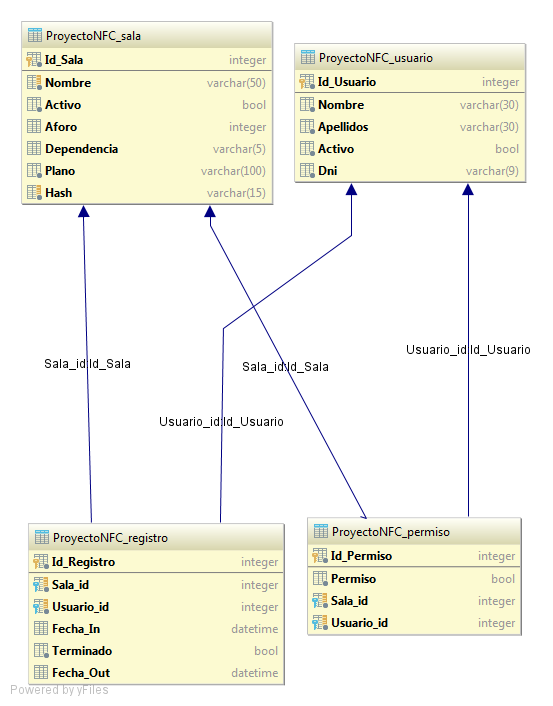 ProyectoNFC_sala
Id_Sala integer
Nombre varchar(50)
Activo bool
Aforo integer
Dependencia varchar(5)
Plano varchar(100)
Hash varchar(15)
ProyectoNFC_usuario
Id_Usuario integer
Nombre varchar(30)
Apellidos varchar(30)
Activo bool
Dni varchar(9)
Sala_id:Id_Sala
Usuario_id:Id_Usuario
Sala_id:Id_Sala
Usuario_id:Id_Usuario
ProyectoNFC_registro
Id_Registro integer
Sala_id integer
Usuario_id integer
Fecha_In datetime
Terminado bool
Fecha_Out datetime
ProyectoNFC_permiso
Id_Permiso integer
Permiso bool
Sala_id integer
Usuario_id integer
Powered by yFiles